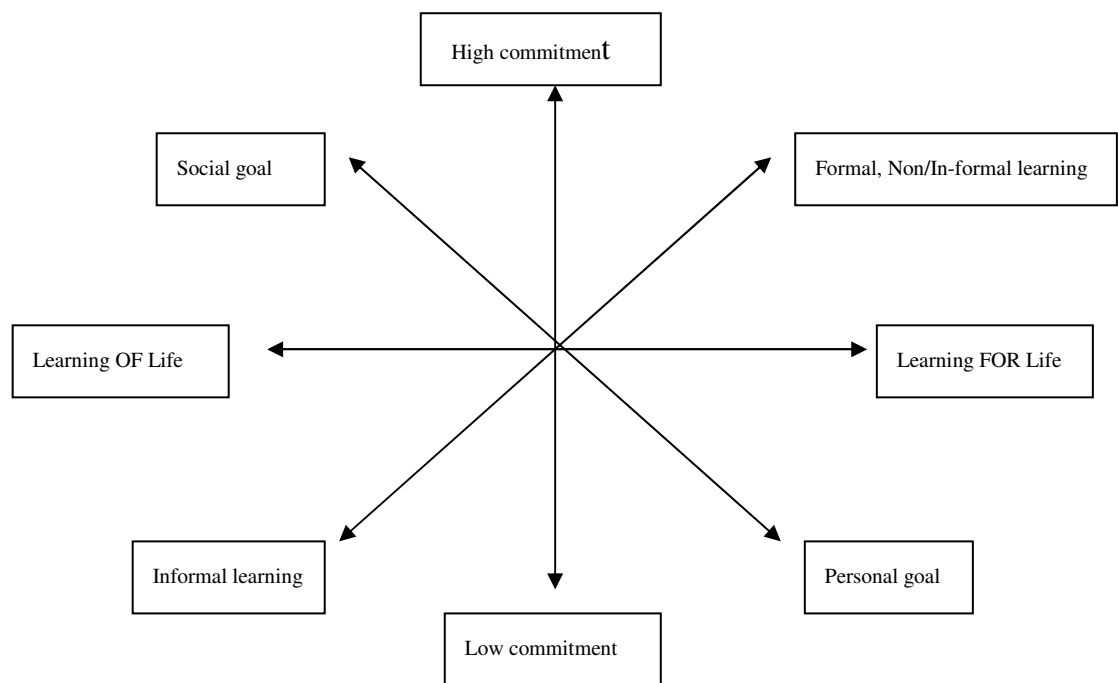 High commitment
Social goal
Formal, Non/In-formal learning
Learning OF Life
Learning FOR Life
Informal learning
Personal goal
Low commitment